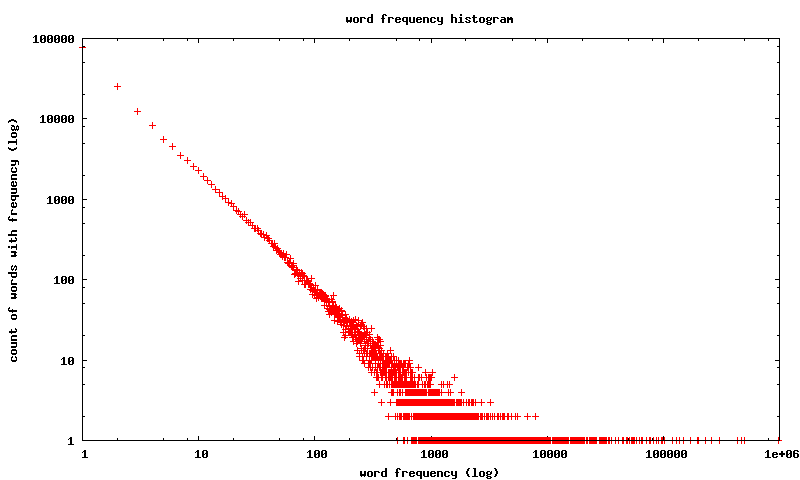 word frequency histogram
100000
10000
1000
100
10
1
count of words with frequency (log)
1 10 100 1000 10000 100000 1e+06
word frequency (log)